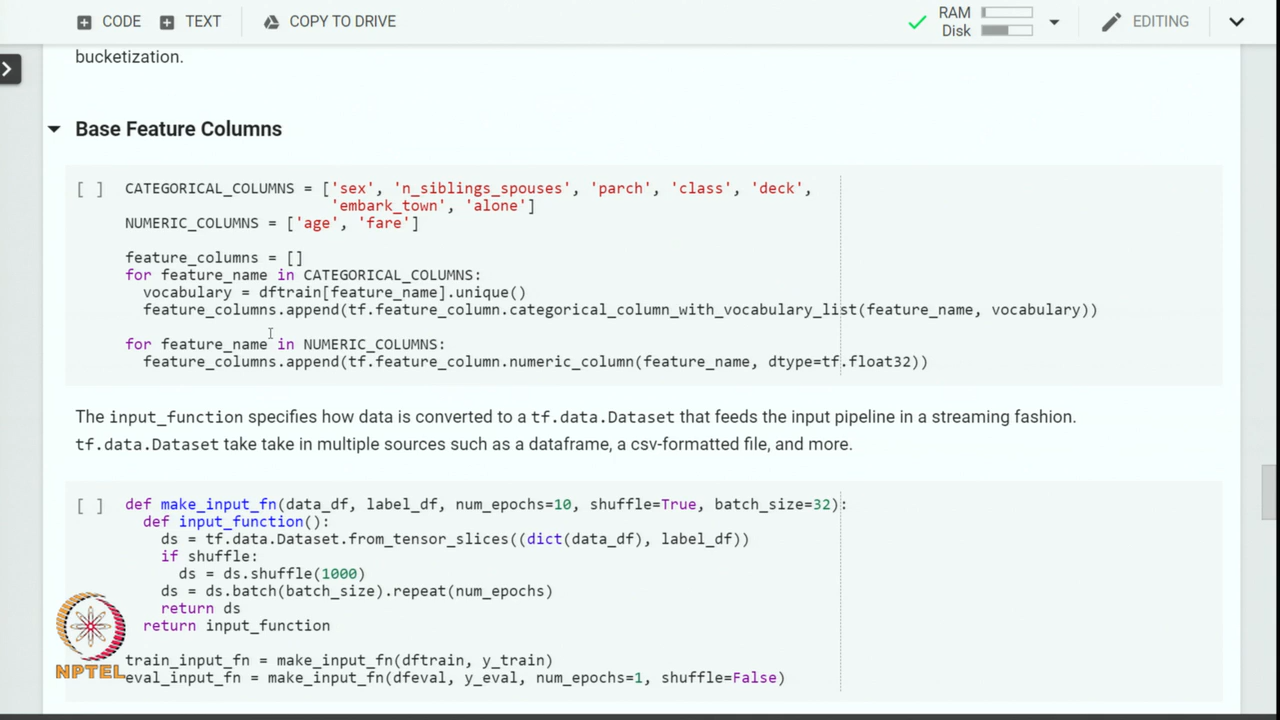 CODE TEXT COPY TO DRIVE RAM Disk EDITING
bucketization.
Base Feature Columns
[ ] CATEGORICAL_COLUMNS = ['sex', 'n_siblings_spouses', 'parch', 'class', 'deck',
'embark_town', 'alone']
NUMERIC_COLUMNS = ['age', 'fare']
feature_columns = []
for feature_name in CATEGORICAL_COLUMNS:
vocabulary = dftrain[feature_name].unique()
feature_columns.append(tf.feature_column.categorical_column_with_vocabulary_list(feature_name, vocabulary))
for feature_name in NUMERIC_COLUMNS:
feature_columns.append(tf.feature_column.numeric_column(feature_name, dtype=tf.float32))
The input_function specifies how data is converted to a tf.data.Dataset that feeds the input pipeline in a streaming fashion.
tf.data.Dataset take take in multiple sources such as a dataframe, a csv-formatted file, and more.
[ ] def make_input_fn(data_df, label_df, num_epochs=10, shuffle=True, batch_size=32):
def input_function():
ds = tf.data.Dataset.from_tensor_slices((dict(data_df), label_df))
if shuffle:
ds = ds.shuffle(1000)
ds = ds.batch(batch_size).repeat(num_epochs)
return ds
return input_function
train_input_fn = make_input_fn(dftrain, y_train)
eval_input_fn = make_input_fn(dfeval, y_eval, num_epochs=1, shuffle=False)
NPTEL